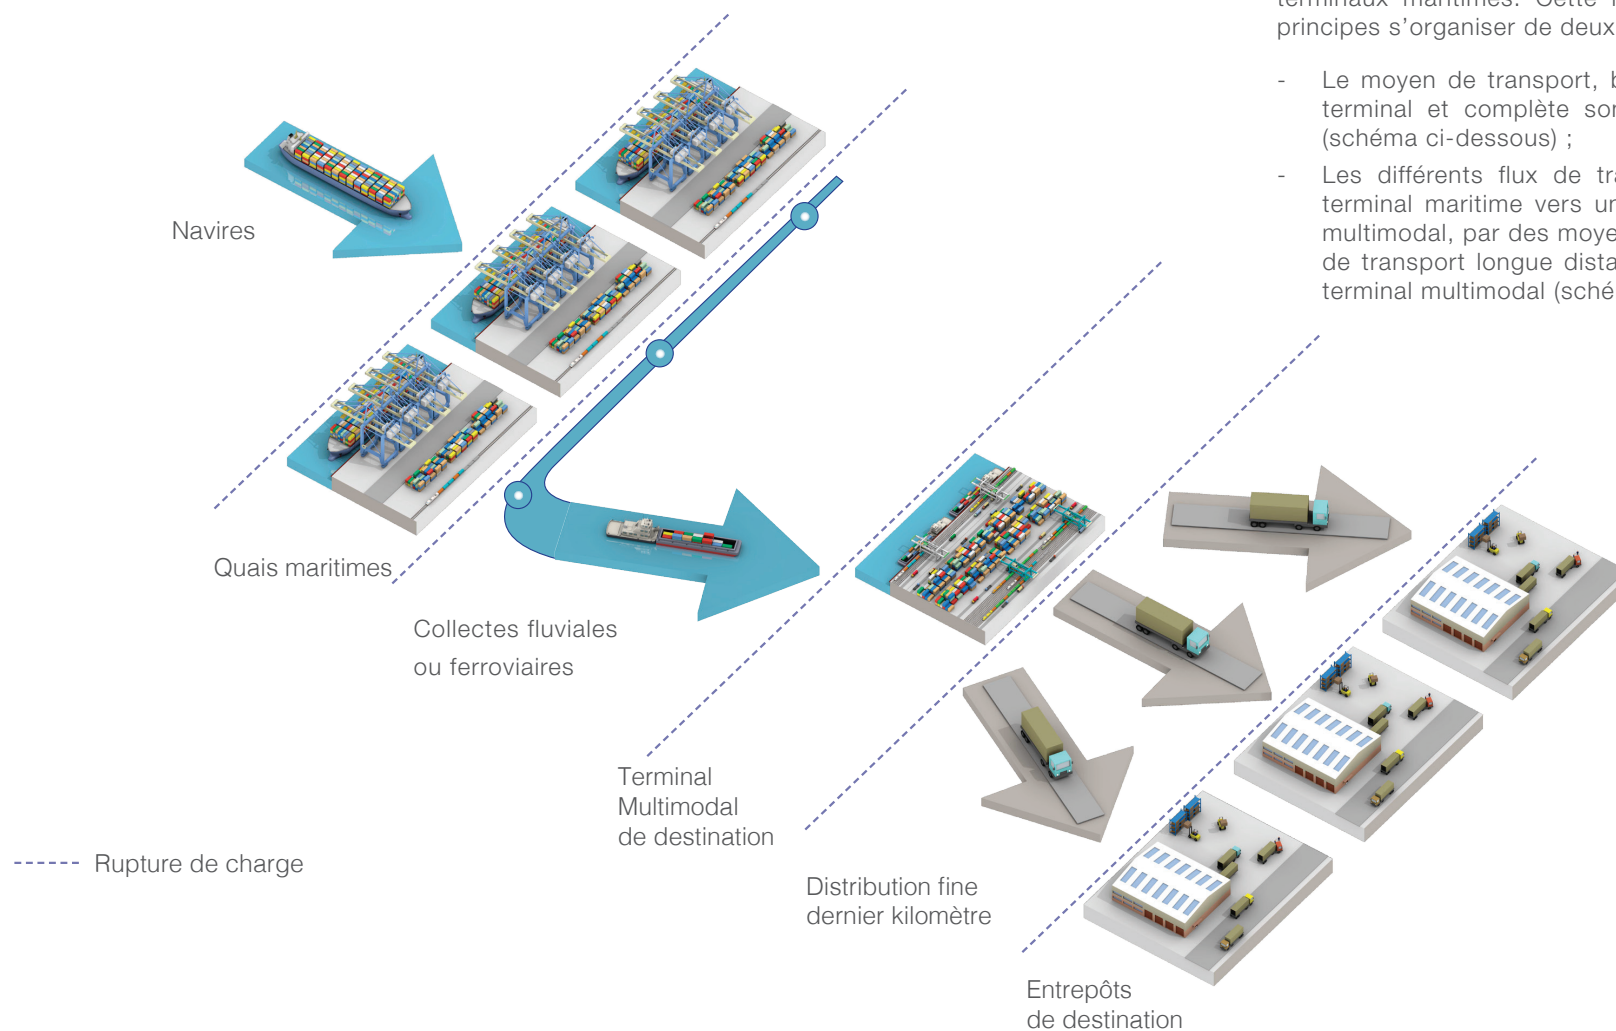 principes s'organiser de deux
- Le moyen de transport,
terminal et complète
(schéma ci-dessous) ;
- Les différents flux de
terminal maritime vers
multimodal, par des
de transport longue
terminal multimodal
Navires
Quais maritimes
Collectes fluviales
ou ferroviaires
Terminal
Multimodal
de destination
Rupture de charge
Distribution fine
dernier kilomètre
Entrepôts
de destination